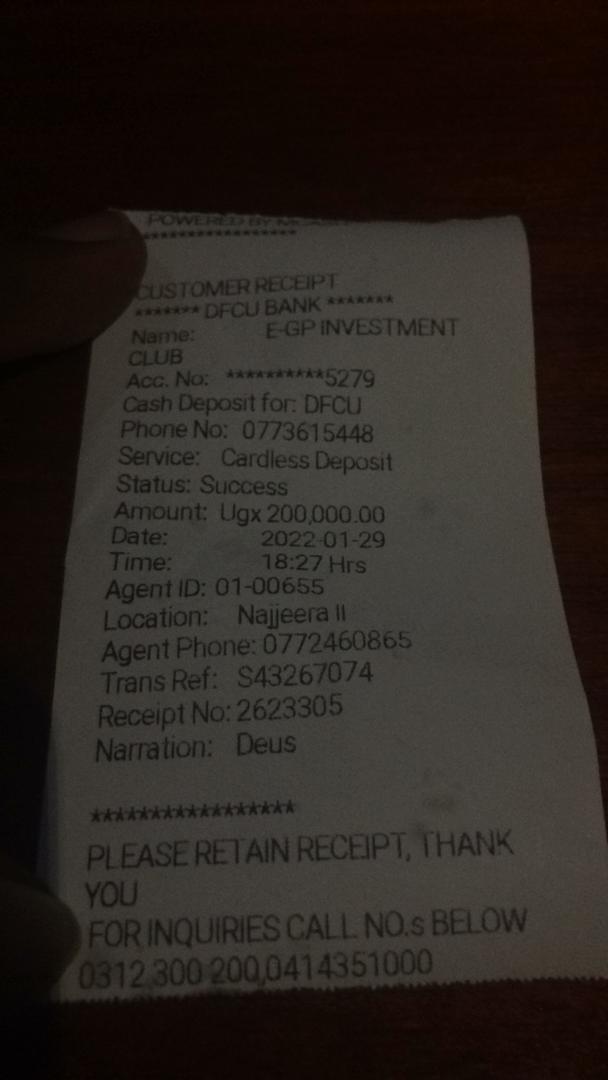 POWERED BY
*****************
CUSTOMER RECEIPT
******* DFCU BANK *******
Name: E-GP INVESTMENT
CLUB
Acc. No: **********5279
Cash Deposit for: DFCU
Phone No: 0773615448
Service: Cardless Deposit
Status: Success
Amount: Ugx 200,000.00
Date: 2022-01-29
Time: 18:27 Hrs
Agent ID: 01-00655
Location: Najjeera II
Agent Phone: 0772460865
Trans Ref: S43267074
Receipt No: 2623305
Narration: Deus
*****************
PLEASE RETAIN RECEIPT, THANK
YOU
FOR INQUIRIES CALL NO.s BELOW
0312 300 200,0414351000